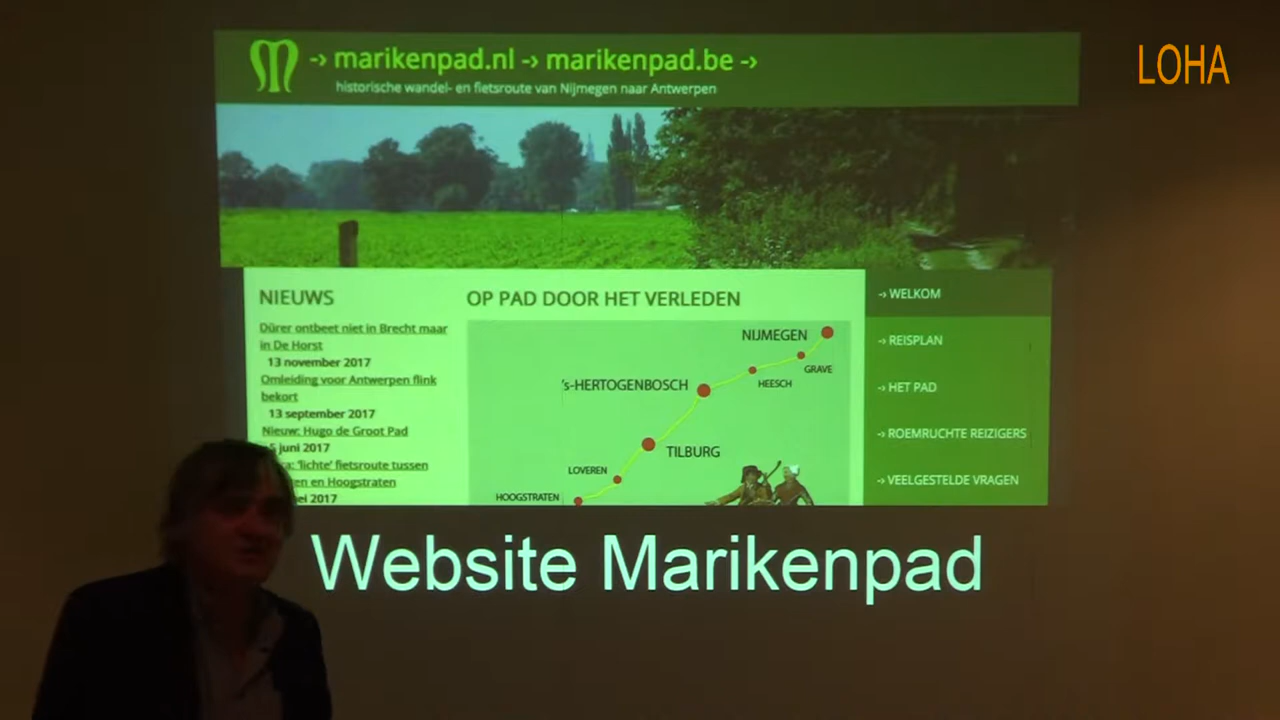 -› marikenpad.nl -› marikenpad.be -›
historische wandel- en fietsroute van Nijmegen naar Antwerpen
LOHA
NIEUWS
Dürer ontbeet niet in Brecht maar
in De Horst
13 november 2017
Omleiding voor Antwerpen flink
bekort
13 september 2017
Nieuw: Hugo de Groot Pad
juni 2017
'lichte' fietsroute tussen
en Hoogstraten
2017
OP PAD DOOR HET VERLEDEN
NIJMEGEN
GRAVE
HEESCH
's-HERTOGENBOSCH
TILBURG
LOVEREN
HOOGSTRATEN
-› WELKOM
-› REISPLAN
-› HET PAD
-› ROEMRUCHTE REIZIGERS
-› VEELGESTELDE VRAGEN
Website Marikenpad